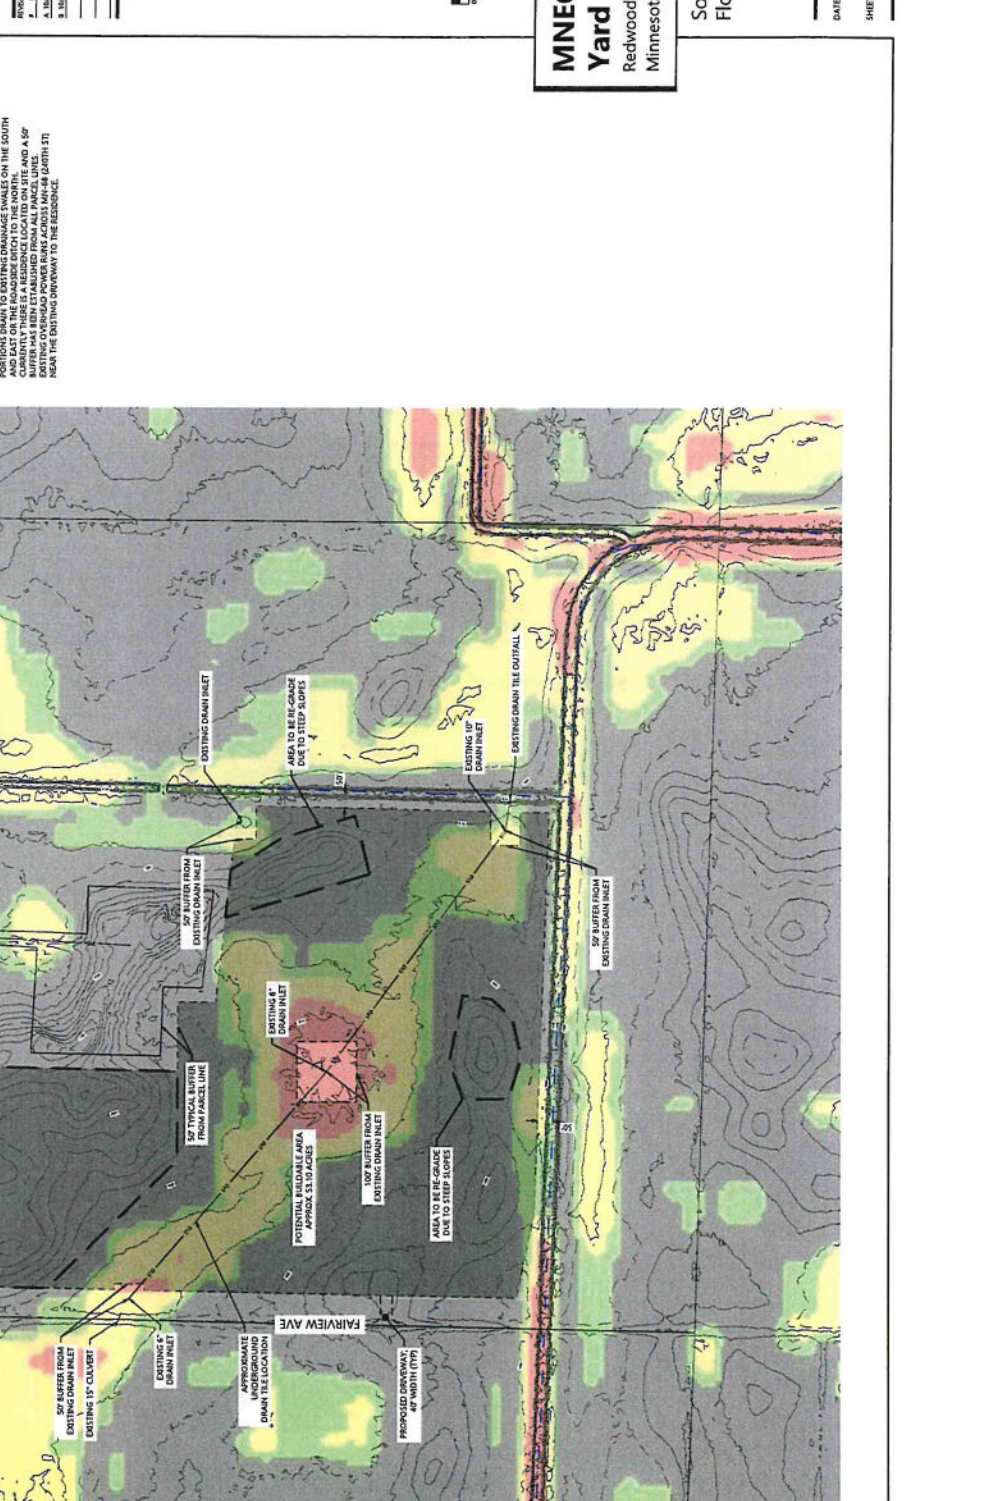 PORTIONS DRAIN TO EXISTING DRAINAGE SWALES ON THE SOUTH
AND EAST OR THE ROADSIDE DITCH TO THE NORTH.
CURRENTLY THERE IS A RESIDENCE LOCATED ON SITE AND A 50'
BUFFER HAS BEEN ESTABLISHED FROM ALL PARCEL LINES.
EXISTING OVERHEAD POWER RUNS ACROSS MN-68 (240TH ST)
NEAR THE EXISTING DRIVEWAY TO THE RESIDENCE.
Yard
Redwood
Minnesot
DATE
SHEE
EXISTING DRAIN INLET
AREA TO BE RE-GRADE
DUE TO STEEP SLOPES
EXISTING 10"
DRAIN INLET
EXISTING DRAIN TILE OUTFALL
50'
50' BUFFER FROM
EXISTING DRAIN INLET
50' BUFFER FROM
EXISTING DRAIN INLET
EXISTING 8"
DRAIN INLET
50' TYPICAL BUFFER
FROM PARCEL LINE
POTENTIAL BUILDABLE AREA
APPROX. 53.10 ACRES
100' BUFFER FROM
EXISTING DRAIN INLET
AREA TO BE RE-GRADE
DUE TO STEEP SLOPES
50'
FAIRVIEW AVE
50' BUFFER FROM
EXISTING DRAIN INLET
EXISTING 15" CULVERT
EXISTING 6"
DRAIN INLET
APPROXIMATE
UNDERGROUND
DRAIN TILE LOCATION
PROPOSED DRIVEWAY;
40' WIDTH (TYP)